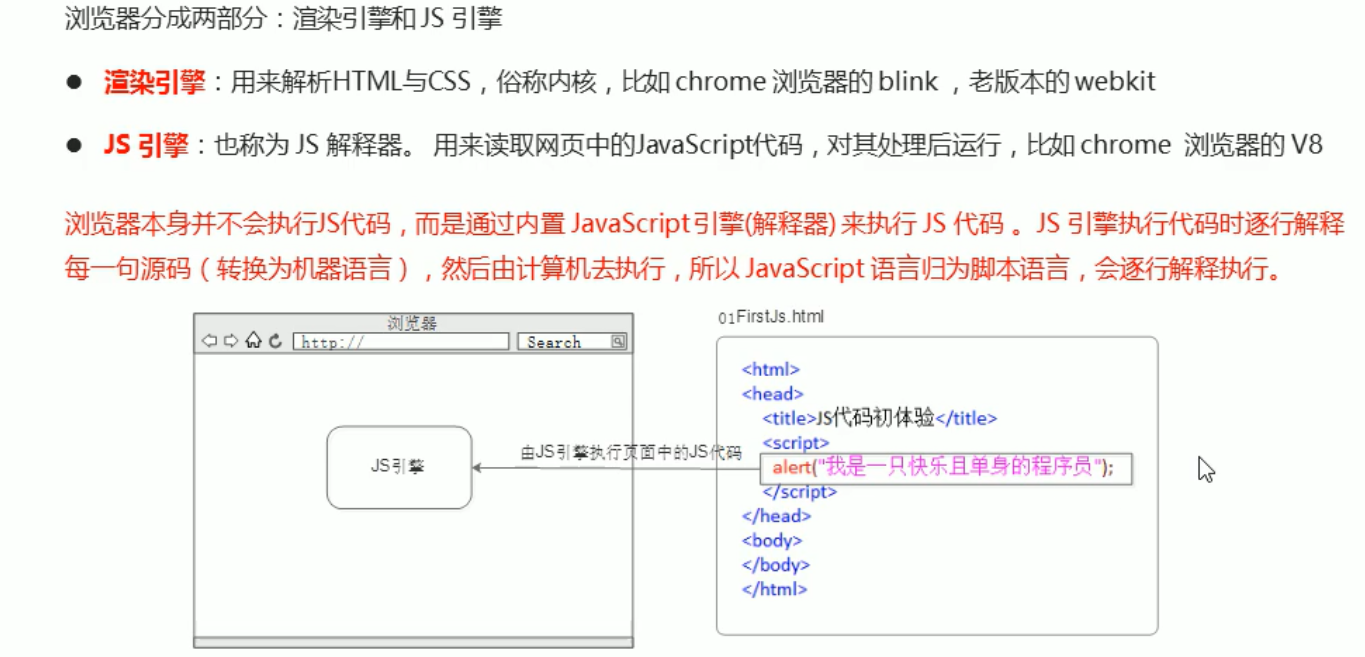 浏览器分成两部分：渲染引擎和 JS 引擎
● 渲染引擎：用来解析HTML与CSS，俗称内核，比如 chrome 浏览器的 blink ，老版本的 webkit
● JS 引擎：也称为 JS 解释器。 用来读取网页中的JavaScript代码，对其处理后运行，比如 chrome 浏览器的 V8
浏览器本身并不会执行JS代码，而是通过内置 JavaScript 引擎(解释器) 来执行 JS 代码 。JS 引擎执行代码时逐行解释
每一句源码（转换为机器语言），然后由计算机去执行，所以 JavaScript 语言归为脚本语言，会逐行解释执行。
浏览器
http://
Search
JS引擎
由JS引擎执行页面中的JS代码
01FirstJs.html
<html>
<head>
<title>JS代码初体验</title>
<script>
alert("我是一只快乐且单身的程序员");
</script>
</head>
<body>
</body>
</html>